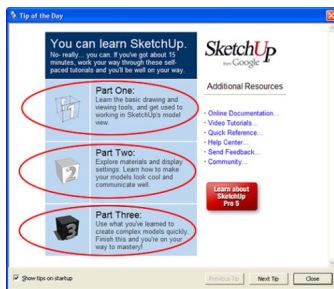 Tip of the Day
You can learn SketchUp.
No- really... you can. If you've got about 15
minutes, work your way through these self-
paced tutorials and you'll be well on your way.
Part One:
Learn the basic drawing and
viewing tools, and get used to
working in SketchUp's model
view.
Part Two:
Explore materials and display
settings. Learn how to make
your models look cool and
communicate well.
Part Three:
Use what you've learned to
create complex models quickly.
Finish this and you're on your
way to mastery!
SketchUp
from Google
Additional Resources
· Online Documentation...
· Video Tutorials...
· Quick Reference...
· Help Center...
· Send Feedback...
· Community...
Learn about
SketchUp
Pro 5
Show tips on startup
Previous Tip
Next Tip
Close
1
2
3